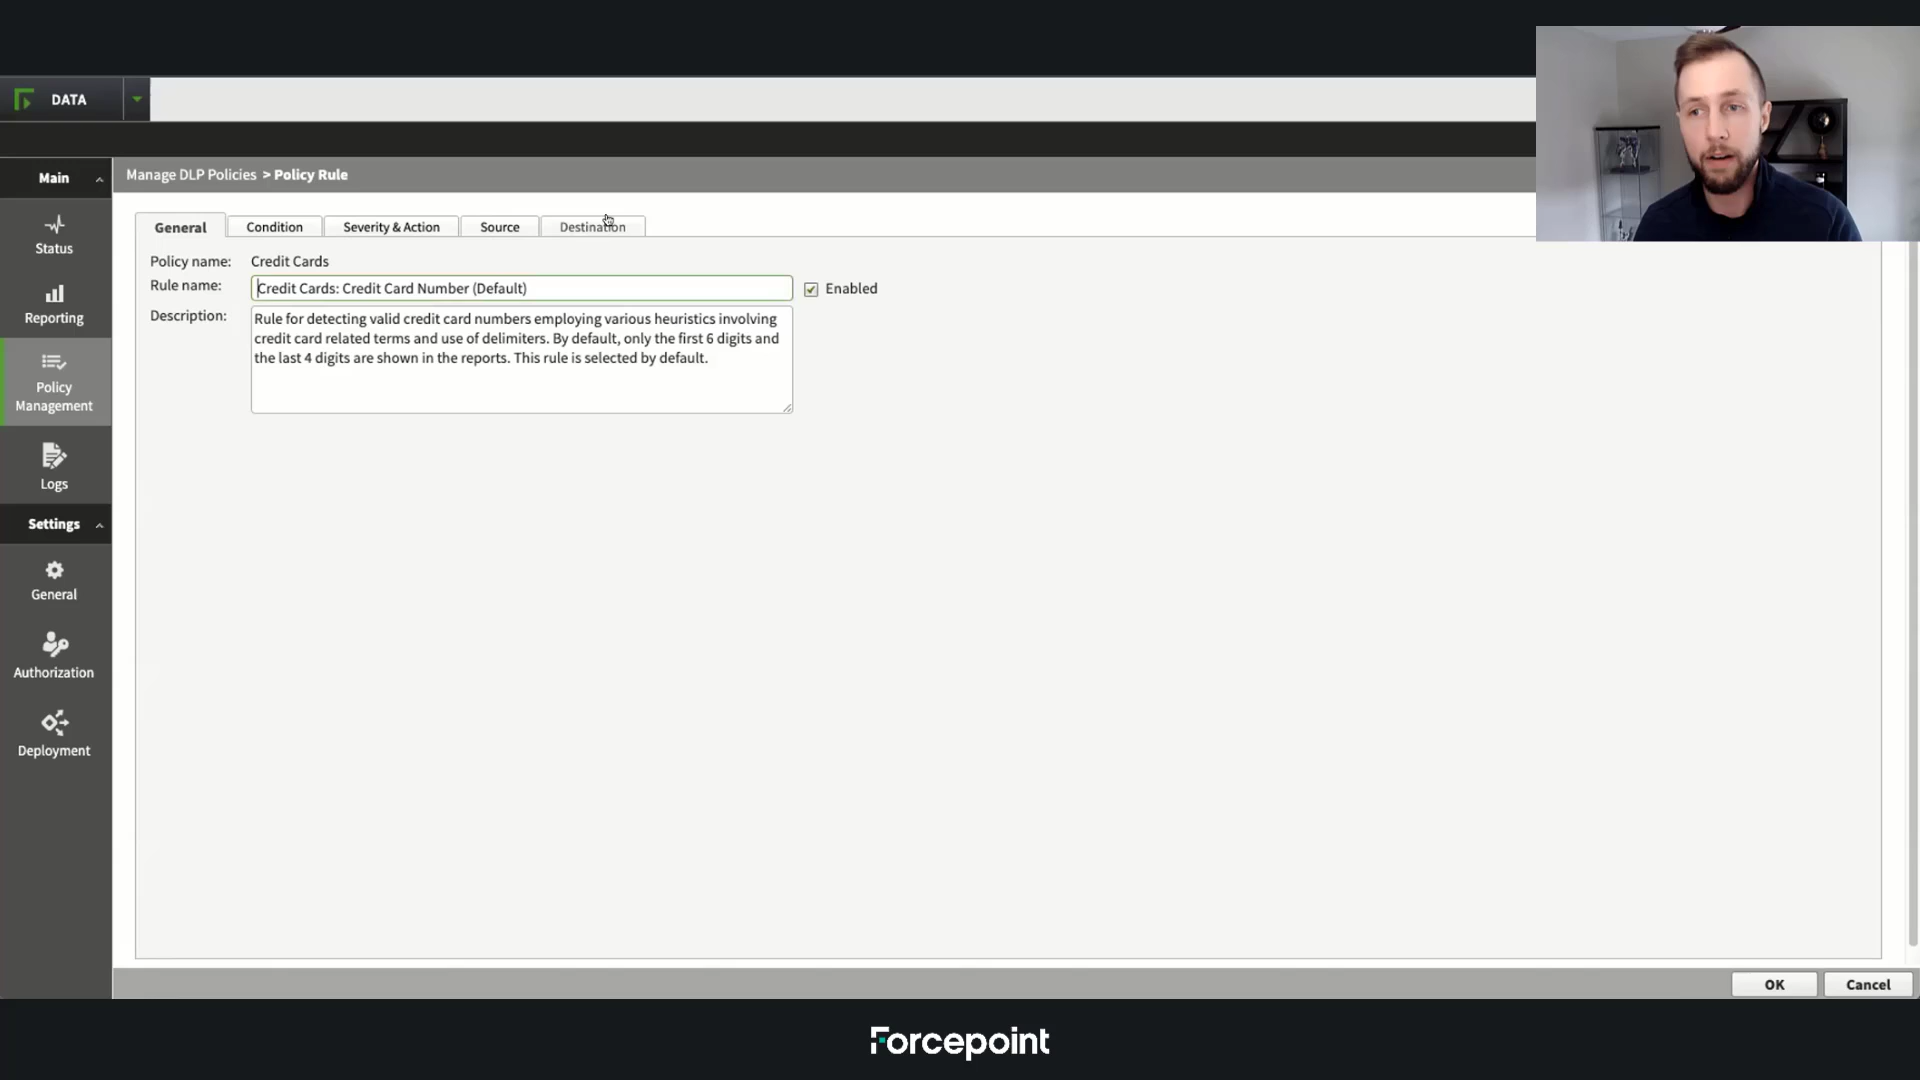 DATA
Main
Status
Reporting
Policy
Management
Logs
Settings
General
Authorization
Deployment
Manage DLP Policies > Policy Rule
General Condition Severity & Action Source Destination
Policy name: Credit Cards
Rule name: Credit Cards: Credit Card Number (Default) Enabled
Description: Rule for detecting valid credit card numbers employing various heuristics involving
credit card related terms and use of delimiters. By default, only the first 6 digits and
the last 4 digits are shown in the reports. This rule is selected by default.
OK Cancel
Forcepoint